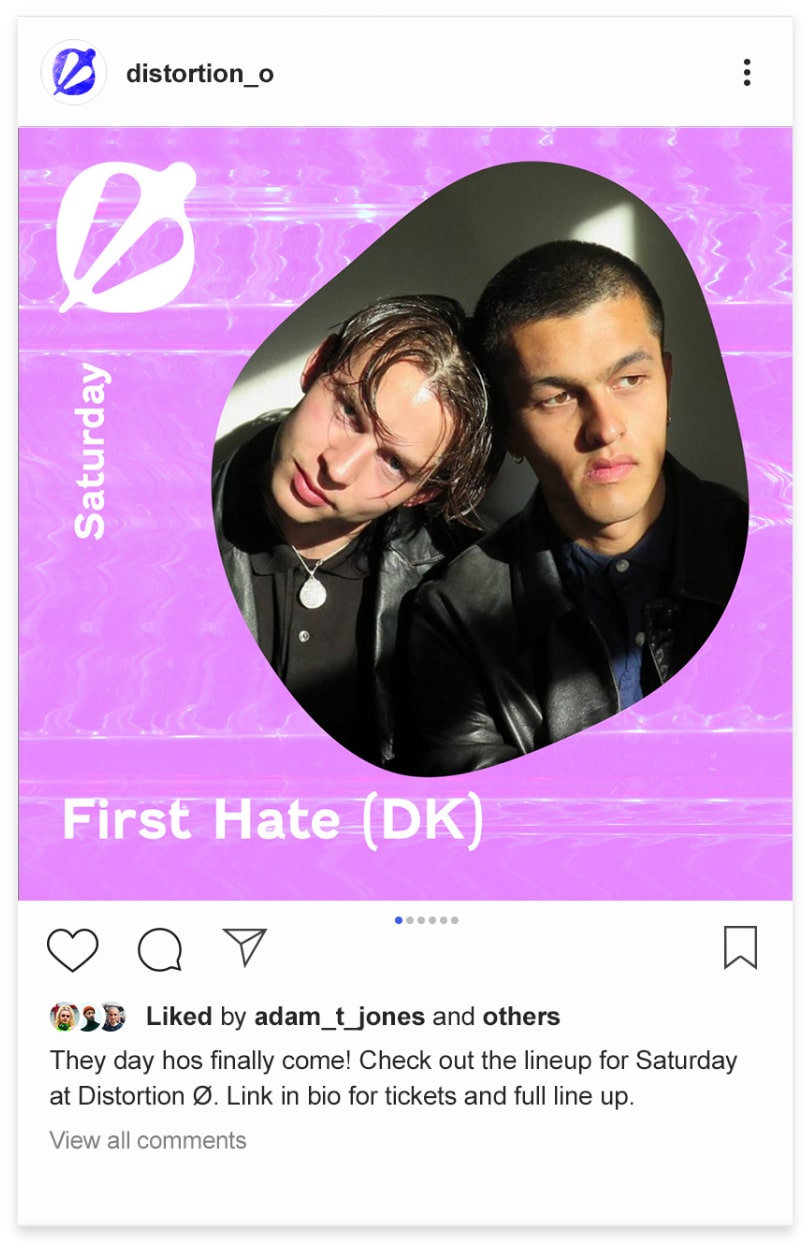 distortion_o
Saturday
First Hate (DK)
Liked by adam_t_jones and others
They day hos finally come! Check out the lineup for Saturday
at Distortion Ø. Link in bio for tickets and full line up.
View all comments